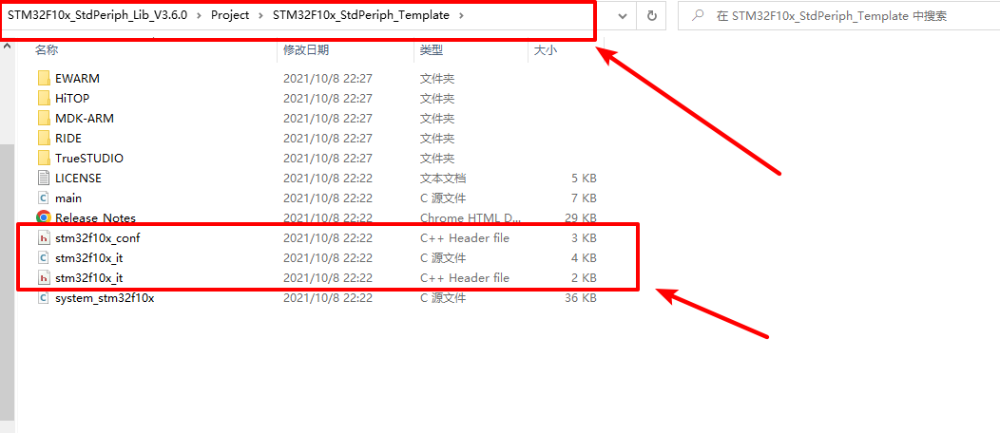 STM32F10x_StdPeriph_Lib_V3.6.0 > Project > STM32F10x_StdPeriph_Template >
在 STM32F10x_StdPeriph_Template 中搜索
名称 修改日期 类型 大小
EWARM 2021/10/8 22:27 文件夹
HiTOP 2021/10/8 22:27 文件夹
MDK-ARM 2021/10/8 22:27 文件夹
RIDE 2021/10/8 22:27 文件夹
TrueSTUDIO 2021/10/8 22:27 文件夹
LICENSE 2021/10/8 22:22 文本文档 5 KB
main 2021/10/8 22:22 C 源文件 7 KB
Release_Notes 2021/10/8 22:22 Chrome HTML D... 29 KB
stm32f10x_conf 2021/10/8 22:22 C++ Header file 3 KB
stm32f10x_it 2021/10/8 22:22 C 源文件 4 KB
stm32f10x_it 2021/10/8 22:22 C++ Header file 2 KB
system_stm32f10x 2021/10/8 22:22 C 源文件 36 KB